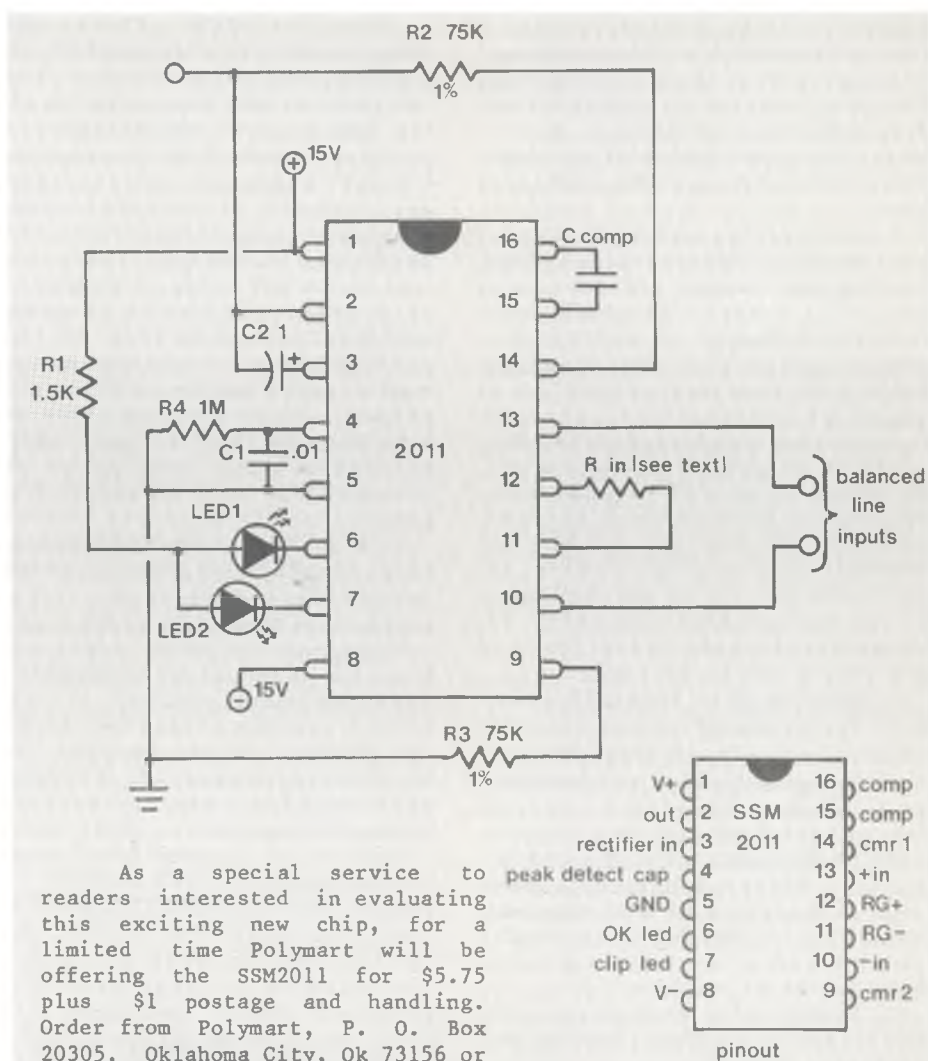 R2 75K
1%
+ 15V
1
2
3
4
5
6
7
8
16
15
14
13
12
11
10
9
2011
C comp
C2 1
+
R1
1.5K
R4 1M
C1 .01
LED1
LED2
R in [see text]
balanced
line
inputs
- 15V
R3 75K
1%
V+ 1 16 comp
out 2 SSM 15 comp
rectifier in 3 2011 14 cmr 1
peak detect cap 4 13 +in
GND 5 12 RG+
OK led 6 11 RG-
clip led 7 10 -in
V- 8 9 cmr 2
pinout
As a special service to
readers interested in evaluating
this exciting new chip, for a
limited time Polymart will be
offering the SSM2011 for $5.75
plus $1 postage and handling.
Order from Polymart, P. O. Box
20305, Oklahoma City, Ok 73156 or